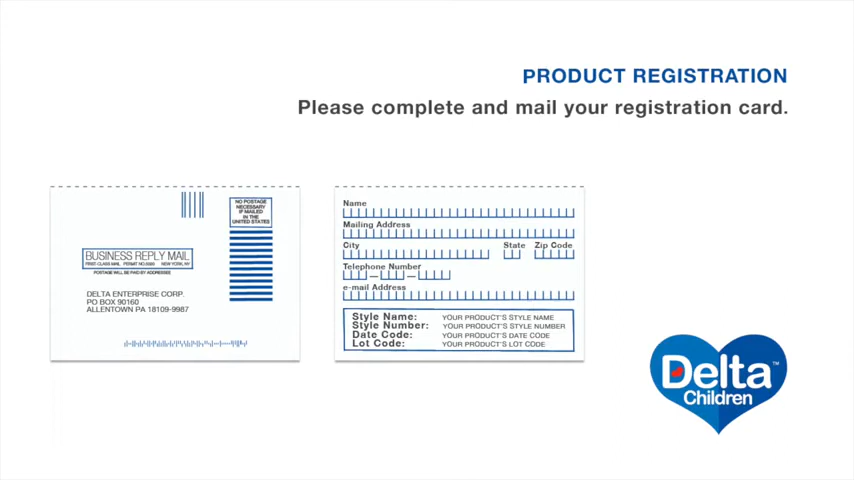 PRODUCT REGISTRATION
Please complete and mail your registration card.
NO POSTAGE
NECESSARY
IF MAILED
IN THE
UNITED STATES
BUSINESS REPLY MAIL
FIRST-CLASS MAIL PERMIT NO.5695 NEW YORK, NY
POSTAGE WILL BE PAID BY ADDRESSEE
DELTA ENTERPRISE CORP.
PO BOX 90160
ALLENTOWN PA 18109-9987
Name
Mailing Address
City State Zip Code
Telephone Number
e-mail Address
Style Name: YOUR PRODUCT'S STYLE NAME
Style Number: YOUR PRODUCT'S STYLE NUMBER
Date Code: YOUR PRODUCT'S DATE CODE
Lot Code: YOUR PRODUCT'S LOT CODE
Delta™
Children